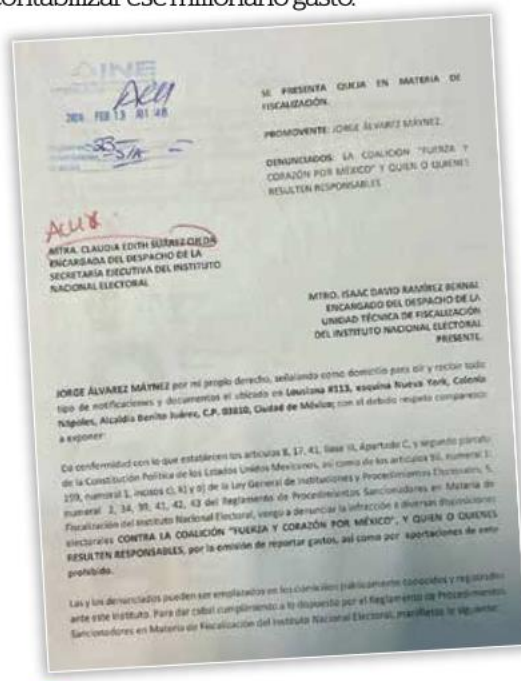 contabilizar ese millonario gusto.
INE
ACU
2024 FEB 13 01 48
SE PRESENTA QUEJA EN MATERIA DE
FISCALIZACIÓN.
PROMOVENTE: JORGE ÁLVAREZ MÁYNEZ.
DENUNCIADOS: LA COALICIÓN "FUERZA Y
CORAZÓN POR MÉXICO" Y QUIEN O QUIENES
RESULTEN RESPONSABLES
MTRA. CLAUDIA EDITH SUÁREZ OJEDA
ENCARGADA DEL DESPACHO DE LA
SECRETARÍA EJECUTIVA DEL INSTITUTO
NACIONAL ELECTORAL
MTRO. ISAAC DAVID RAMÍREZ BERNAL
ENCARGADO DEL DESPACHO DE LA
UNIDAD TÉCNICA DE FISCALIZACIÓN
DEL INSTITUTO NACIONAL ELECTORAL
PRESENTE.
JORGE ÁLVAREZ MÁYNEZ por mi propio derecho, señalando como domicilio para oír y recibir todo
tipo de notificaciones y documentos el ubicado en Louisiana #113, esquina Nueva York, Colonia
Nápoles, Alcaldía Benito Juárez, C.P. 03810, Ciudad de México; con el debido respeto comparezco
a exponer:
De conformidad con lo que establecen los artículos 8, 17, 41, Base III, Apartado C, y segundo párrafo
de la Constitución Política de los Estados Unidos Mexicanos, así como de los artículos numeral 1;
199, numeral 1, incisos c), k) y o) de la Ley General de Instituciones y Procedimientos Electorales, 5,
numeral 2, 34, 39, 41, 42, 43 del Reglamento de Procedimientos Sancionadores en Materia de
Fiscalización del Instituto Nacional Electoral, vengo a denunciar la infracción a diversas disposiciones
electorales CONTRA LA COALICIÓN "FUERZA Y CORAZÓN POR MÉXICO", Y QUIEN O QUIENES
RESULTEN RESPONSABLES, por la omisión de reportar gastos, así como por aportaciones de ente
prohibido.
Las y los denunciados pueden ser emplazados en los domicilios públicamente conocidos y registrados
ante este Instituto. Para dar cabal cumplimiento a lo dispuesto por el Reglamento de Procedimientos
Sancionadores en Materia de Fiscalización del Instituto Nacional Electoral, manifiesto lo siguiente: